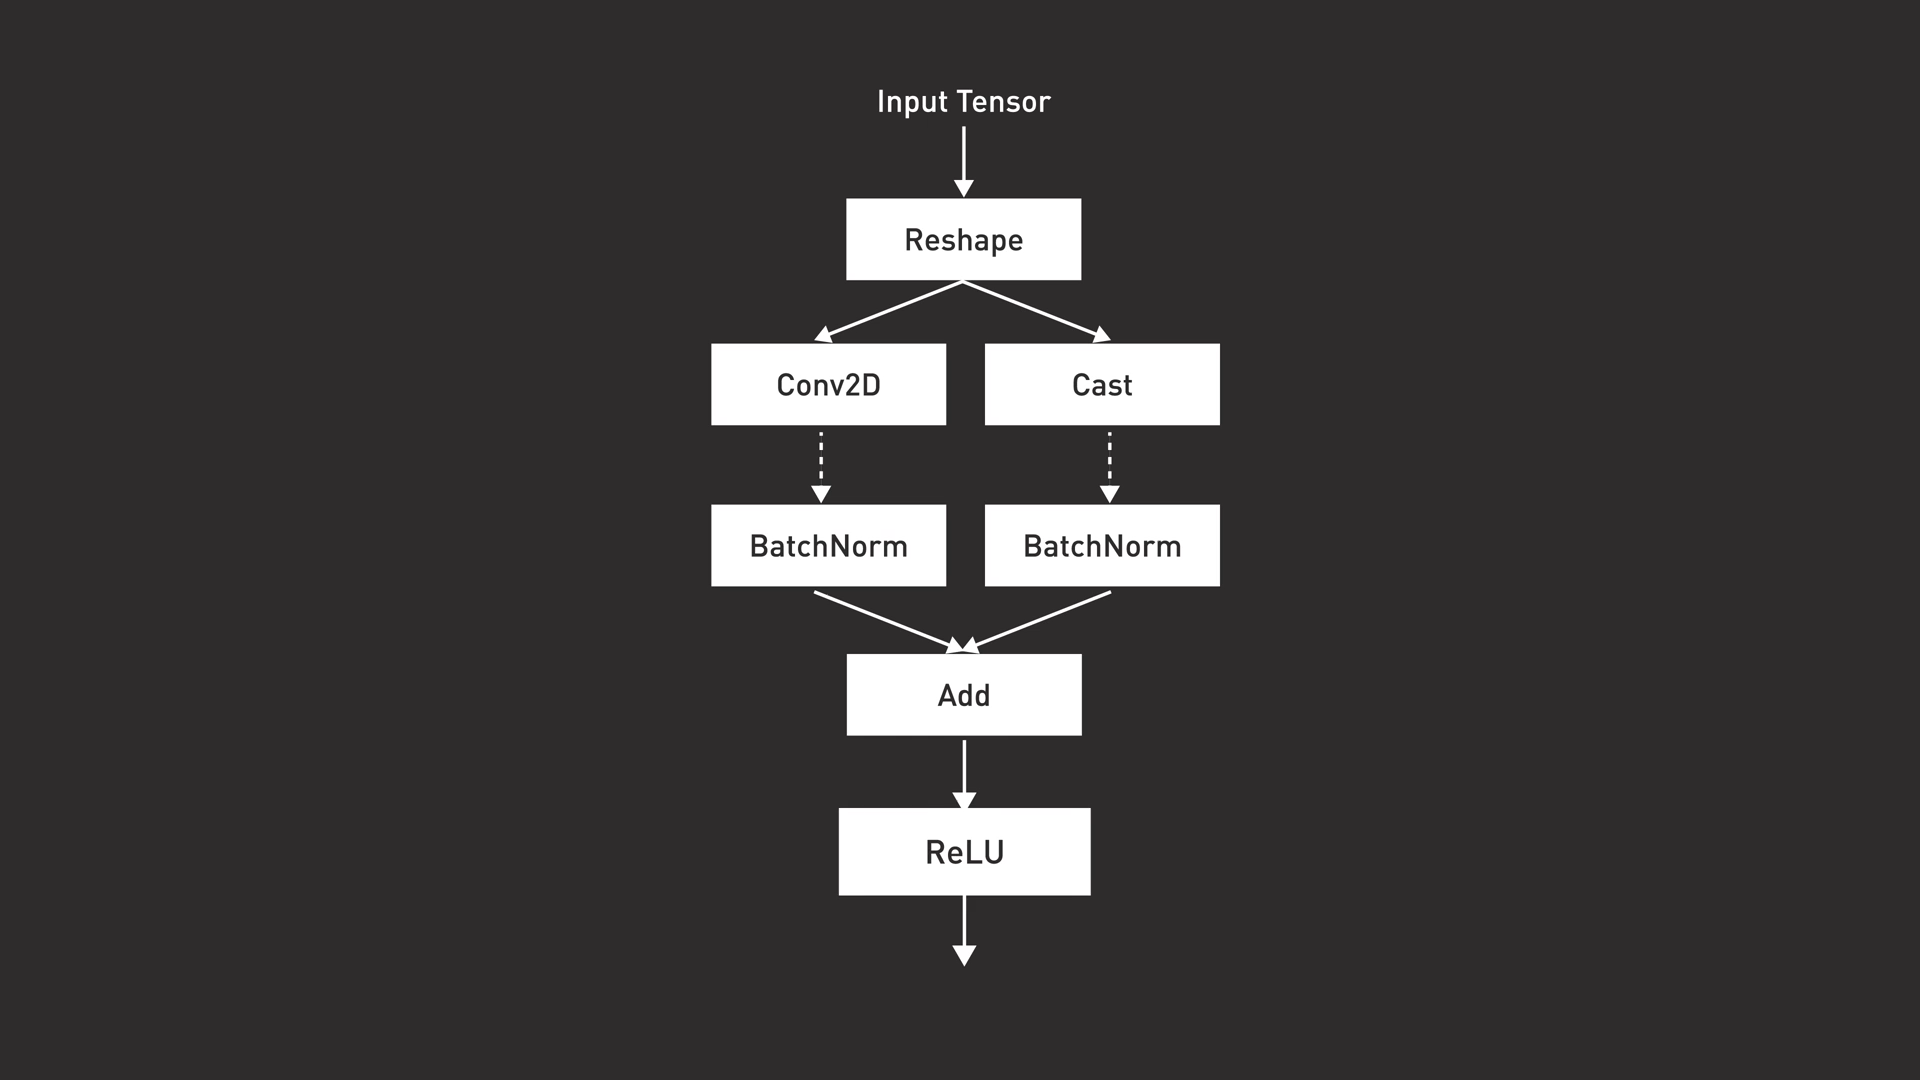 Input Tensor
Reshape
Conv2D
Cast
BatchNorm
BatchNorm
Add
ReLU